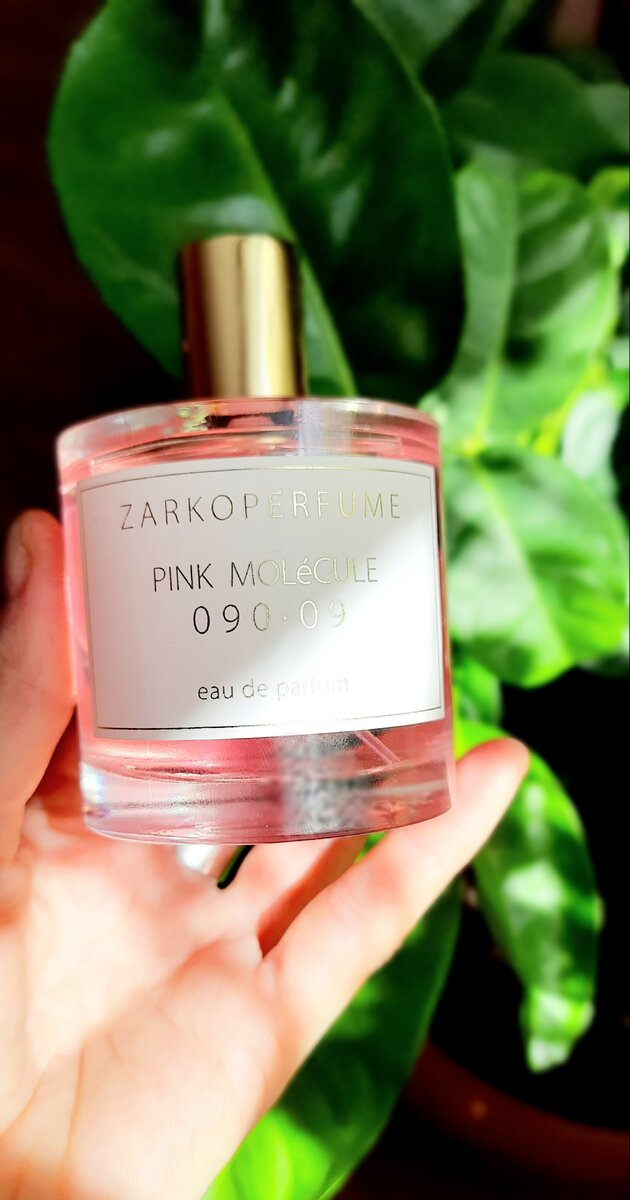 ZARKOPERFUME
PINK MOLéCULE
090·09
eau de parfum